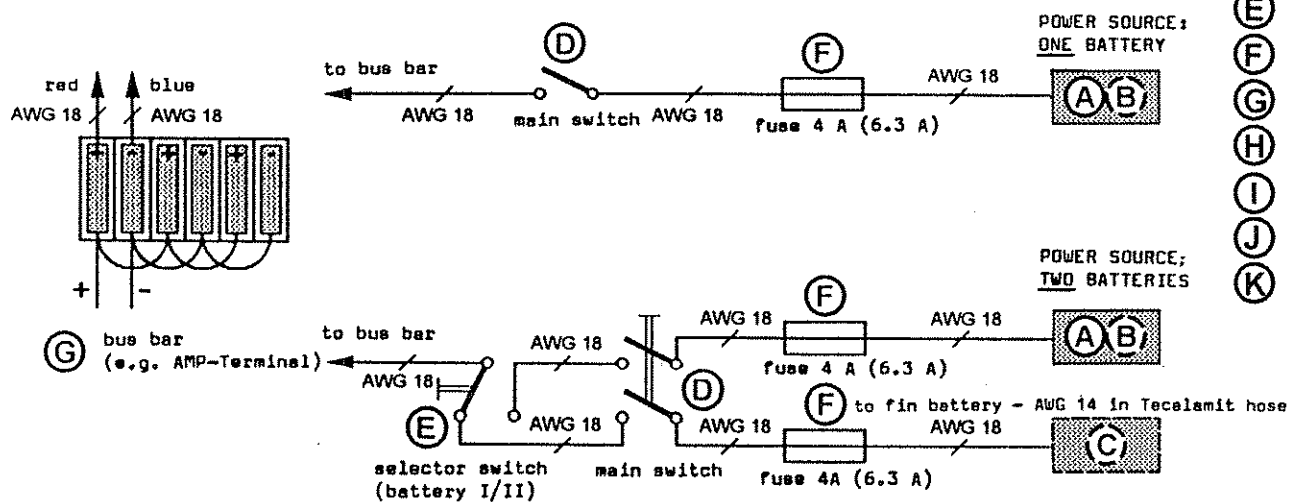 POWER SOURCE:
ONE BATTERY
D
F
red
blue
to bus bar
AWG 18
AWG 18
AWG 18
main switch
AWG 18
AWG 18
fuse 4 A (6.3 A)
A
B
+
-
+
-
+
-
+
-
POWER SOURCE;
TWO BATTERIES
G
bus bar
(e.g. AMP-Terminal)
to bus bar
AWG 18
AWG 18
AWG 18
F
AWG 18
fuse 4 A (6.3 A)
A
B
D
E
AWG 18
AWG 18
F
to fin battery - AWG 14 in Tecalamit hose
AWG 18
C
selector switch
(battery I/II)
main switch
fuse 4A (6.3 A)
E
F
G
H
I
J
K